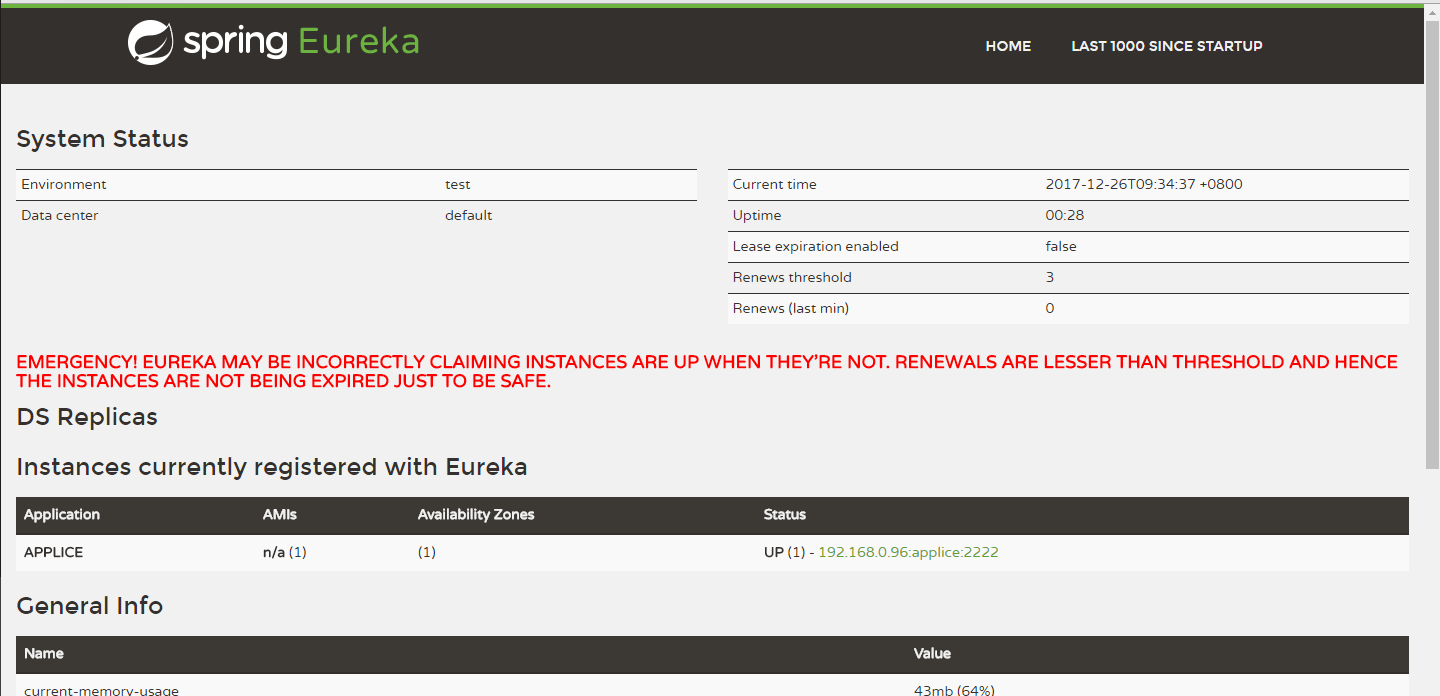 spring Eureka
HOME LAST 1000 SINCE STARTUP
System Status
Environment test
Data center default
Current time 2017-12-26T09:34:37 +0800
Uptime 00:28
Lease expiration enabled false
Renews threshold 3
Renews (last min) 0
EMERGENCY! EUREKA MAY BE INCORRECTLY CLAIMING INSTANCES ARE UP WHEN THEY'RE NOT. RENEWALS ARE LESSER THAN THRESHOLD AND HENCE
THE INSTANCES ARE NOT BEING EXPIRED JUST TO BE SAFE.
DS Replicas
Instances currently registered with Eureka
Application AMIs Availability Zones Status
APPLICE n/a (1) (1) UP (1) - 192.168.0.96:applice:2222
General Info
Name Value
current-memory-usage 43mb (64%)